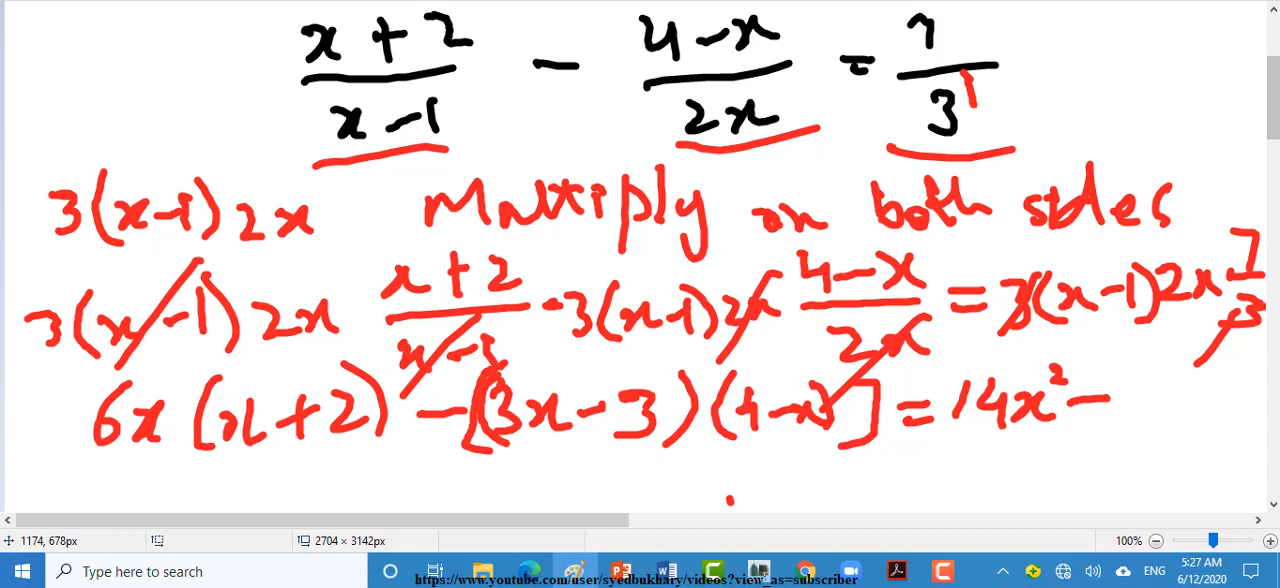 x + 2 / x - 1 - 4 - x / 2x = 7 / 3
3(x-1) 2x Multiply on both sides
3(x-1) 2x x + 2 / x - 1 - 3(x-1) 2x 4 - x / 2x = 3(x-1) 2x 7 / 3
6x (x + 2) - [(3x - 3) (4 - x)] = 14x² -
1174, 678px 2704 × 3142px 100%
Type here to search
https://www.youtube.com/user/syedbukhary/videos?view_as=subscriber
ENG
5:27 AM
6/12/2020